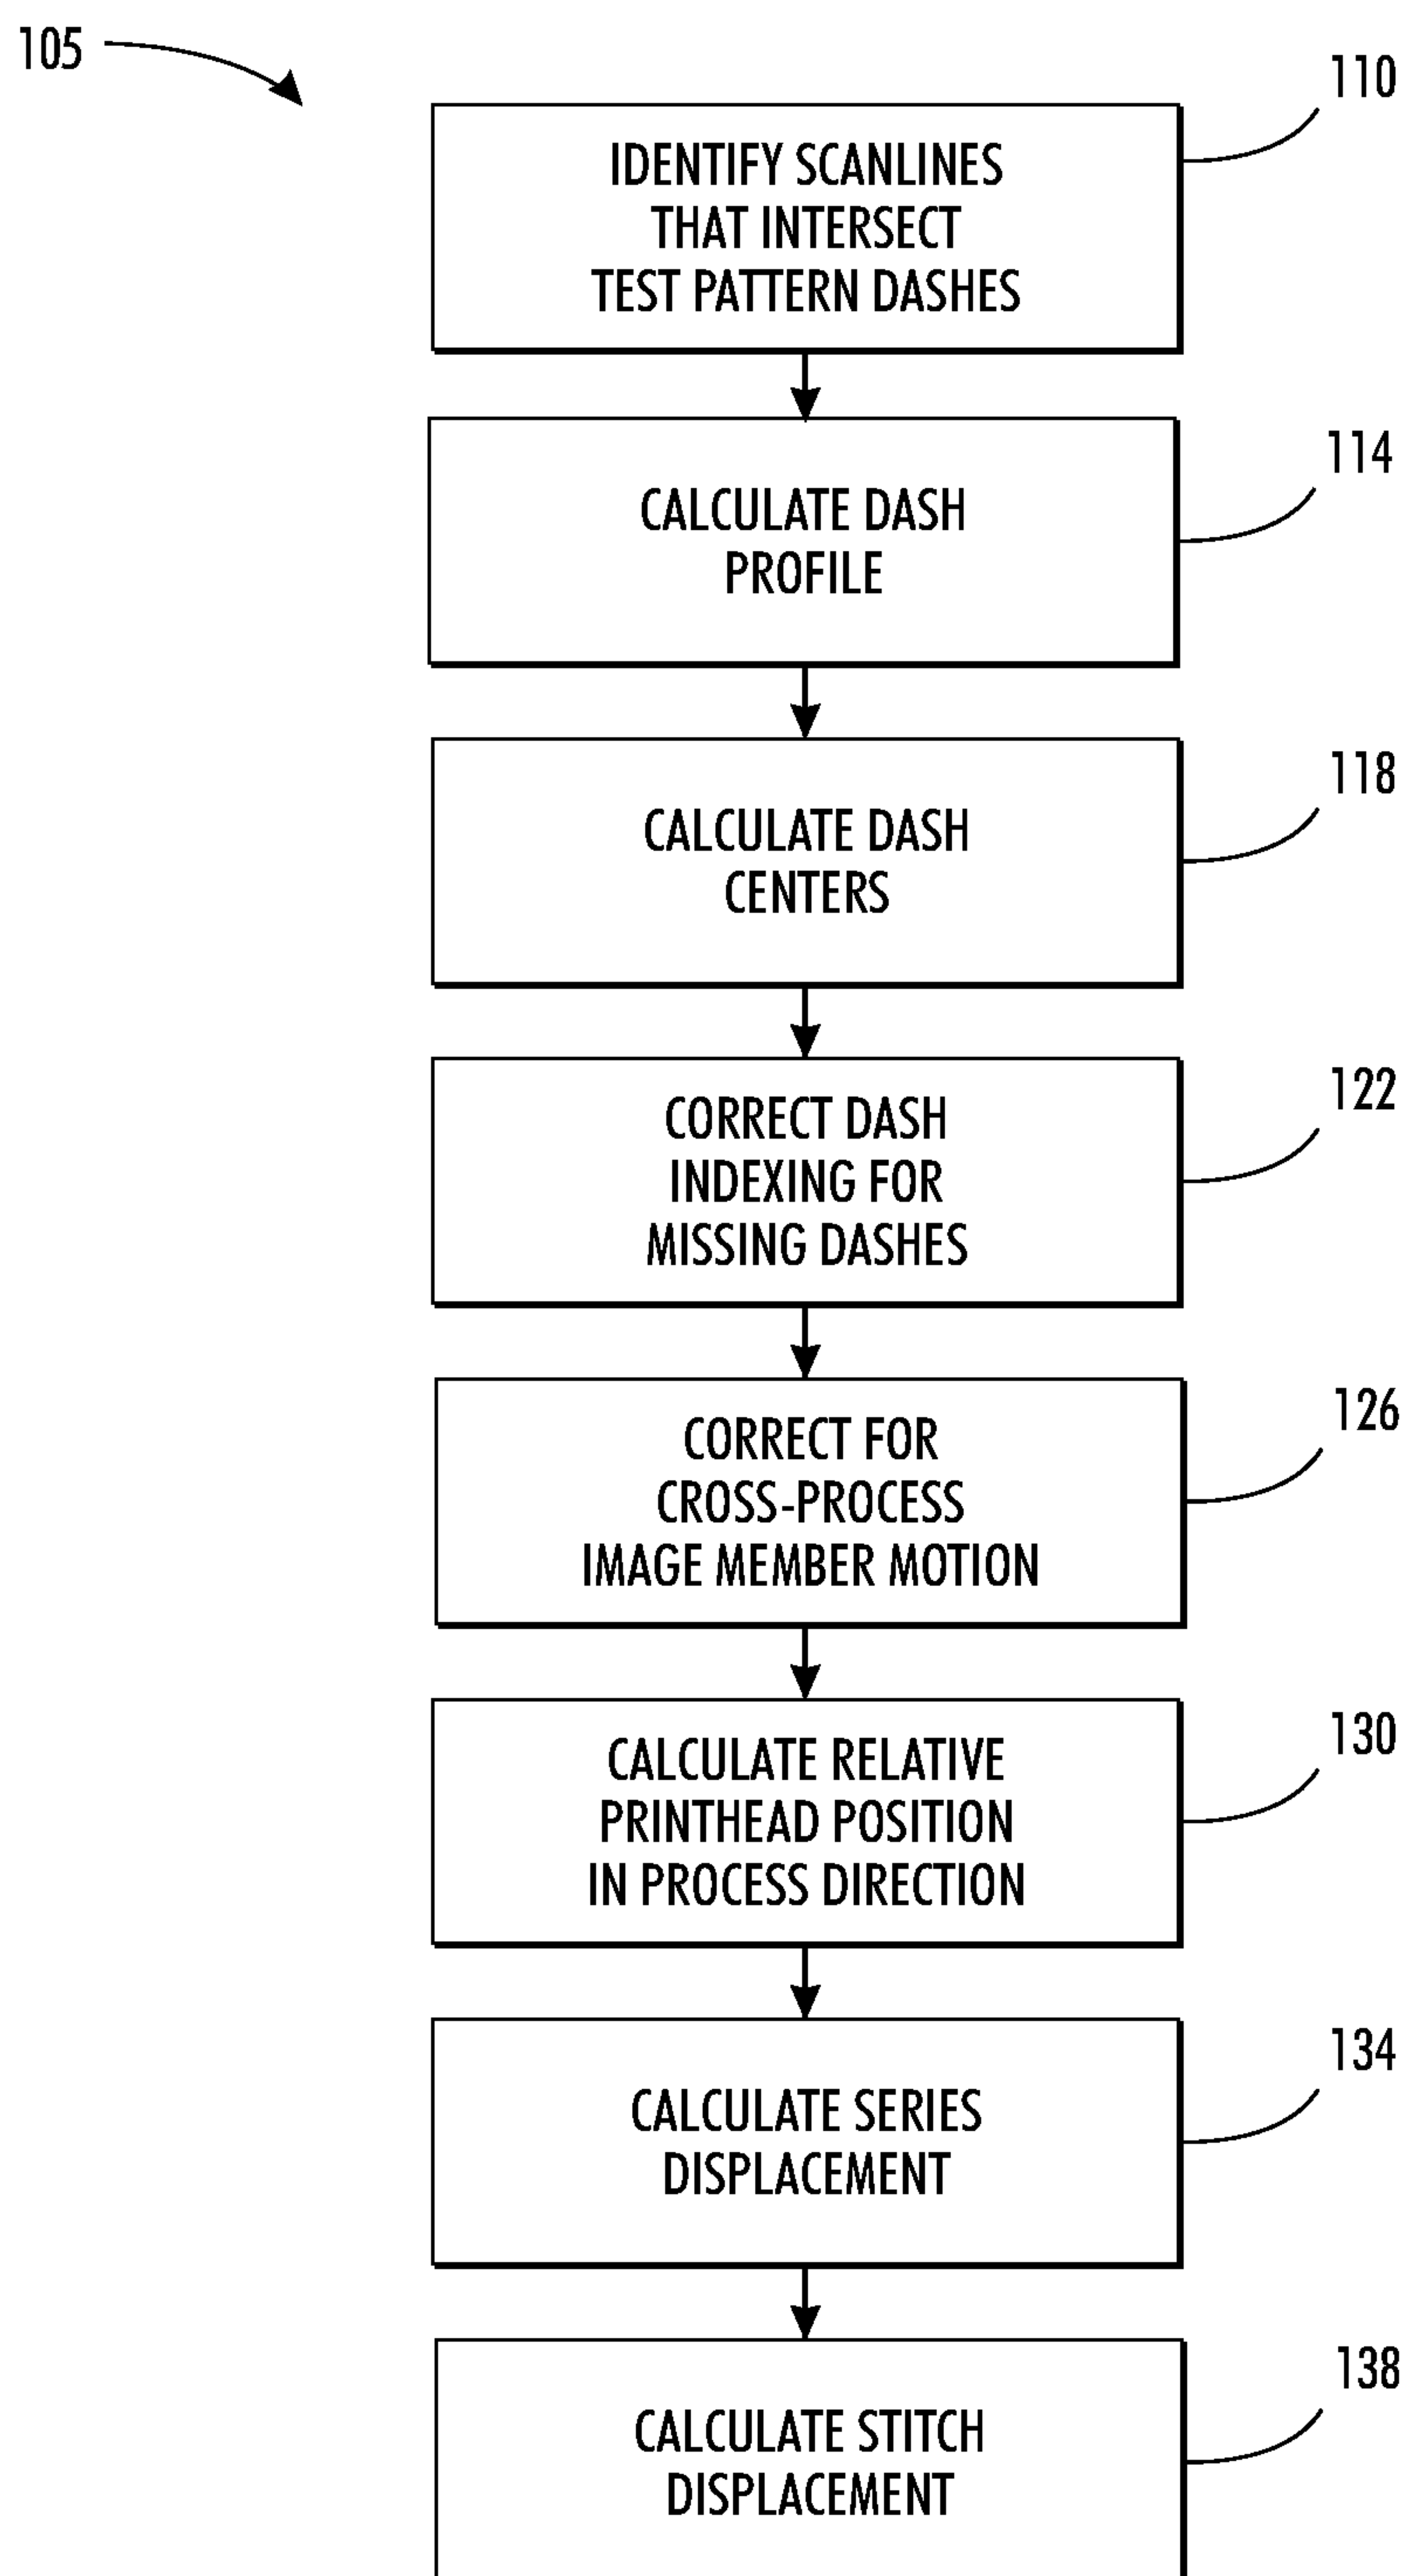 105
110
IDENTIFY SCANLINES
THAT INTERSECT
TEST PATTERN DASHES
114
CALCULATE DASH
PROFILE
118
CALCULATE DASH
CENTERS
122
CORRECT DASH
INDEXING FOR
MISSING DASHES
126
CORRECT FOR
CROSS-PROCESS
IMAGE MEMBER MOTION
130
CALCULATE RELATIVE
PRINTHEAD POSITION
IN PROCESS DIRECTION
134
CALCULATE SERIES
DISPLACEMENT
138
CALCULATE STITCH
DISPLACEMENT